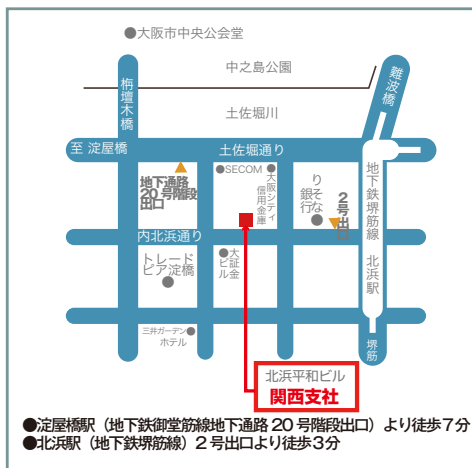 ●大阪市中央公会堂
中之島公園
栴檀木橋
難波橋
土佐堀川
至 淀屋橋
土佐堀通り
地下通路
20号階段
出口
●SECOM
●大阪シティ
信用金庫
りそな
銀行●
2号出口
地下鉄堺筋線 北浜駅
内北浜通り
トレード
ピア淀橋
●大証金
ビル
三井ガーデン●
ホテル
堺筋
北浜平和ビル
関西支社
●淀屋橋駅（地下鉄御堂筋線地下通路20号階段出口）より徒歩7分
●北浜駅（地下鉄堺筋線）2号出口より徒歩3分